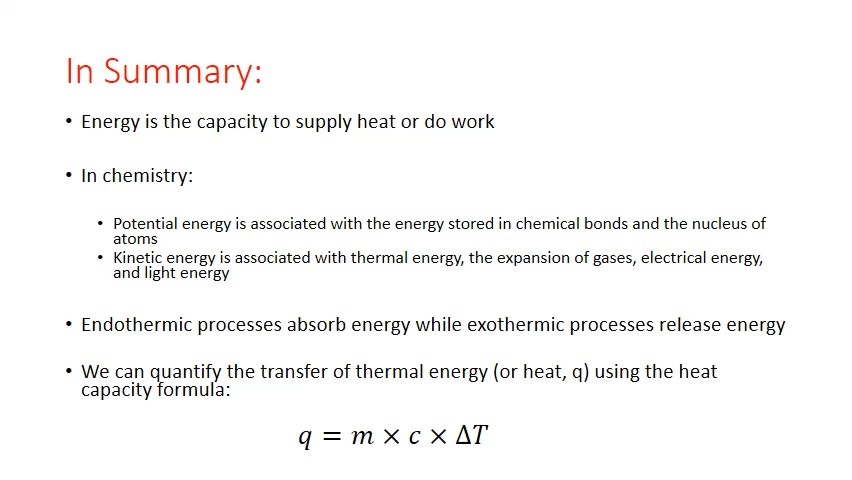 In Summary:
• Energy is the capacity to supply heat or do work
• In chemistry:
• Potential energy is associated with the energy stored in chemical bonds and the nucleus of
atoms
• Kinetic energy is associated with thermal energy, the expansion of gases, electrical energy,
and light energy
• Endothermic processes absorb energy while exothermic processes release energy
• We can quantify the transfer of thermal energy (or heat, q) using the heat
capacity formula:
q = m × c × ΔT